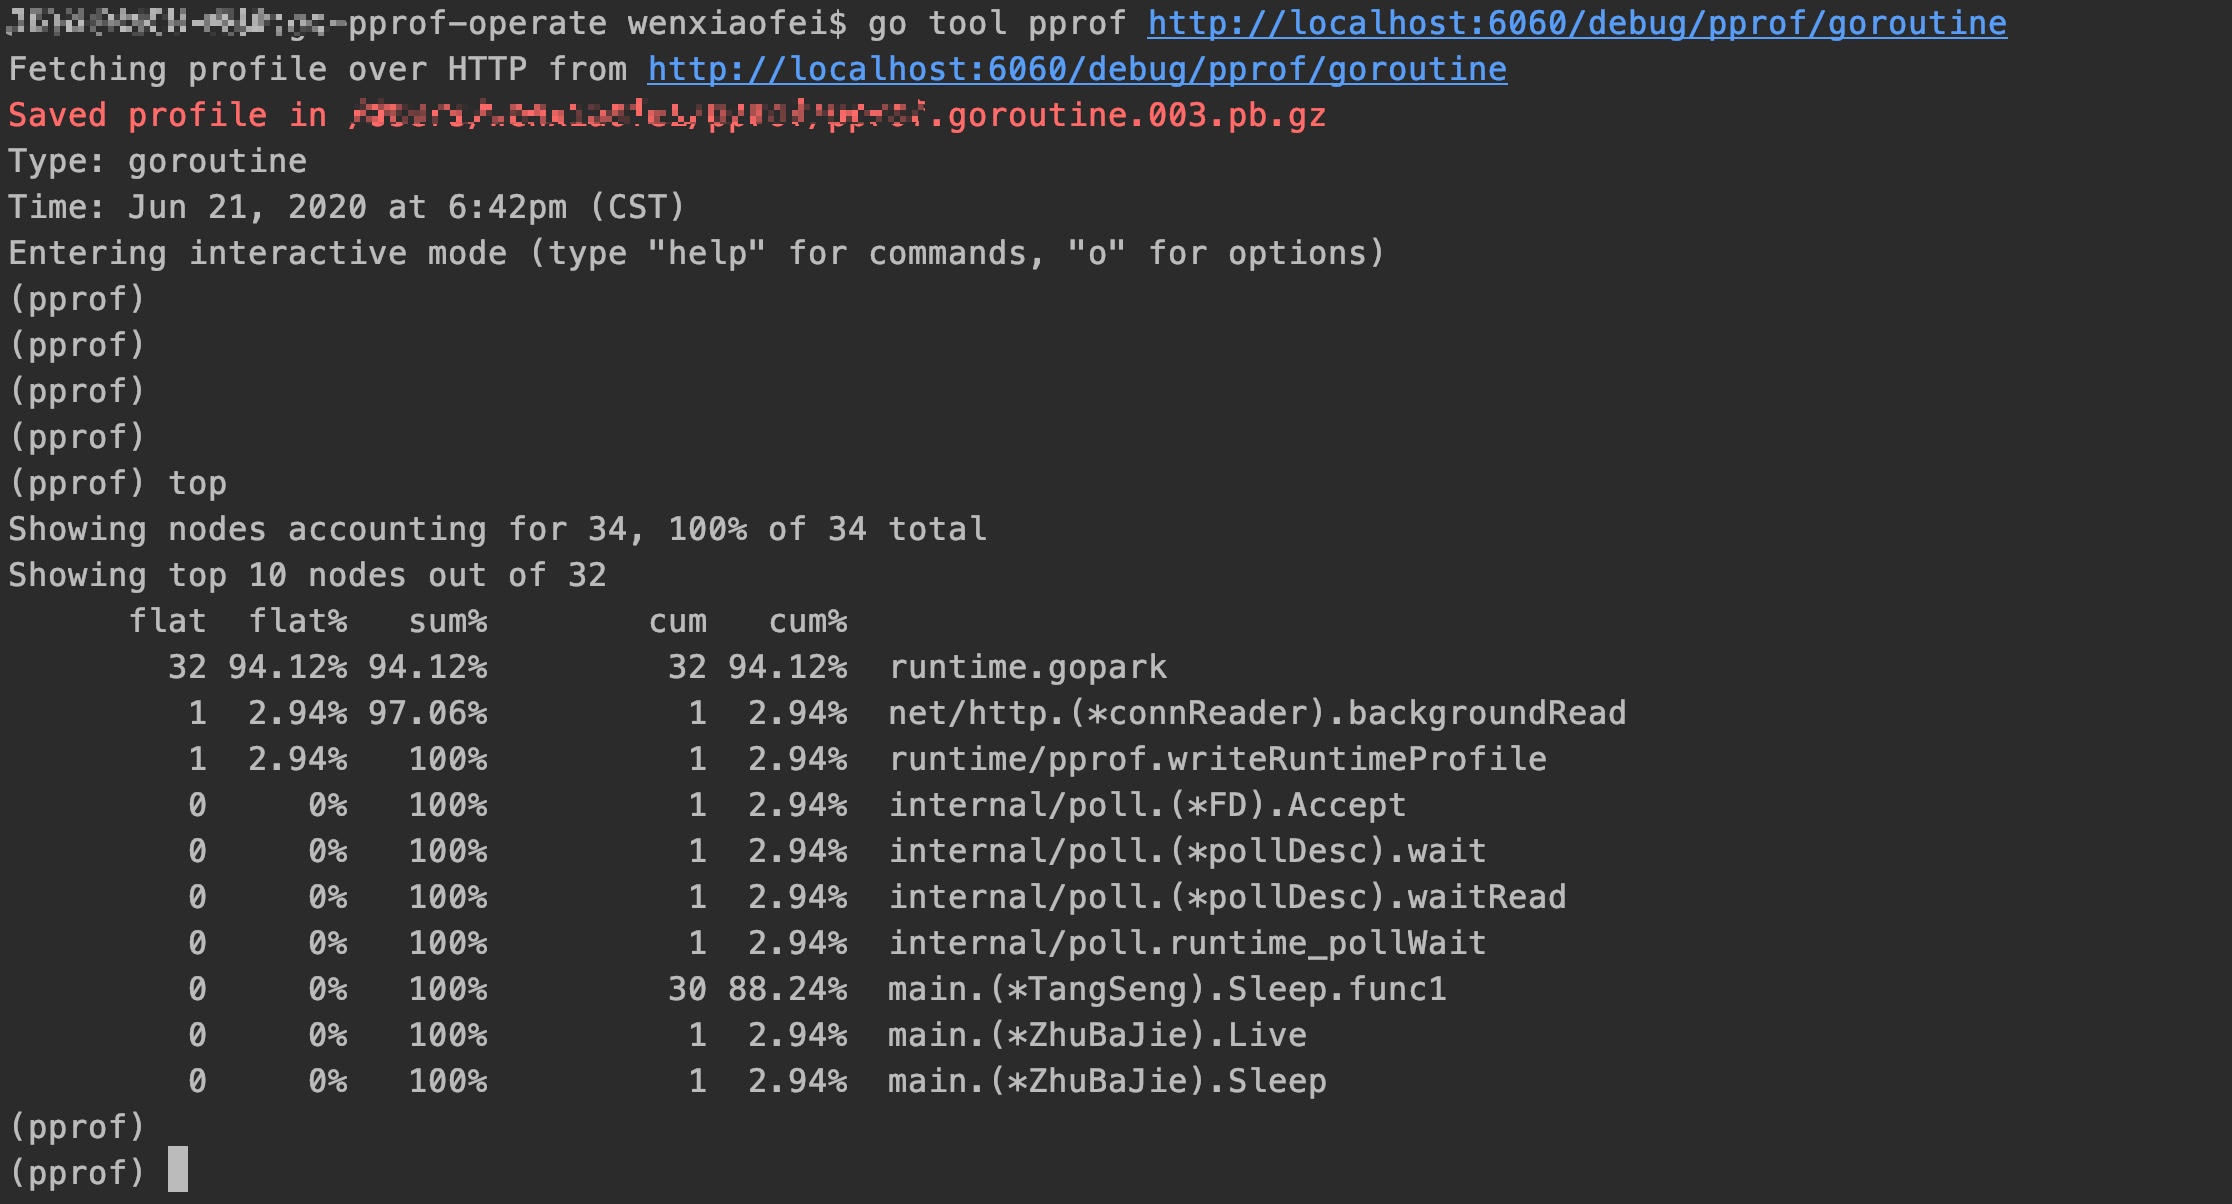 -pprof-operate wenxiaofei$ go tool pprof http://localhost:6060/debug/pprof/goroutine
Fetching profile over HTTP from http://localhost:6060/debug/pprof/goroutine
Saved profile in .goroutine.003.pb.gz
Type: goroutine
Time: Jun 21, 2020 at 6:42pm (CST)
Entering interactive mode (type "help" for commands, "o" for options)
(pprof)
(pprof)
(pprof)
(pprof)
(pprof) top
Showing nodes accounting for 34, 100% of 34 total
Showing top 10 nodes out of 32
flat flat% sum% cum cum%
32 94.12% 94.12% 32 94.12% runtime.gopark
1 2.94% 97.06% 1 2.94% net/http.(*connReader).backgroundRead
1 2.94% 100% 1 2.94% runtime/pprof.writeRuntimeProfile
0 0% 100% 1 2.94% internal/poll.(*FD).Accept
0 0% 100% 1 2.94% internal/poll.(*pollDesc).wait
0 0% 100% 1 2.94% internal/poll.(*pollDesc).waitRead
0 0% 100% 1 2.94% internal/poll.runtime_pollWait
0 0% 100% 30 88.24% main.(*TangSeng).Sleep.func1
0 0% 100% 1 2.94% main.(*ZhuBaJie).Live
0 0% 100% 1 2.94% main.(*ZhuBaJie).Sleep
(pprof)
(pprof)